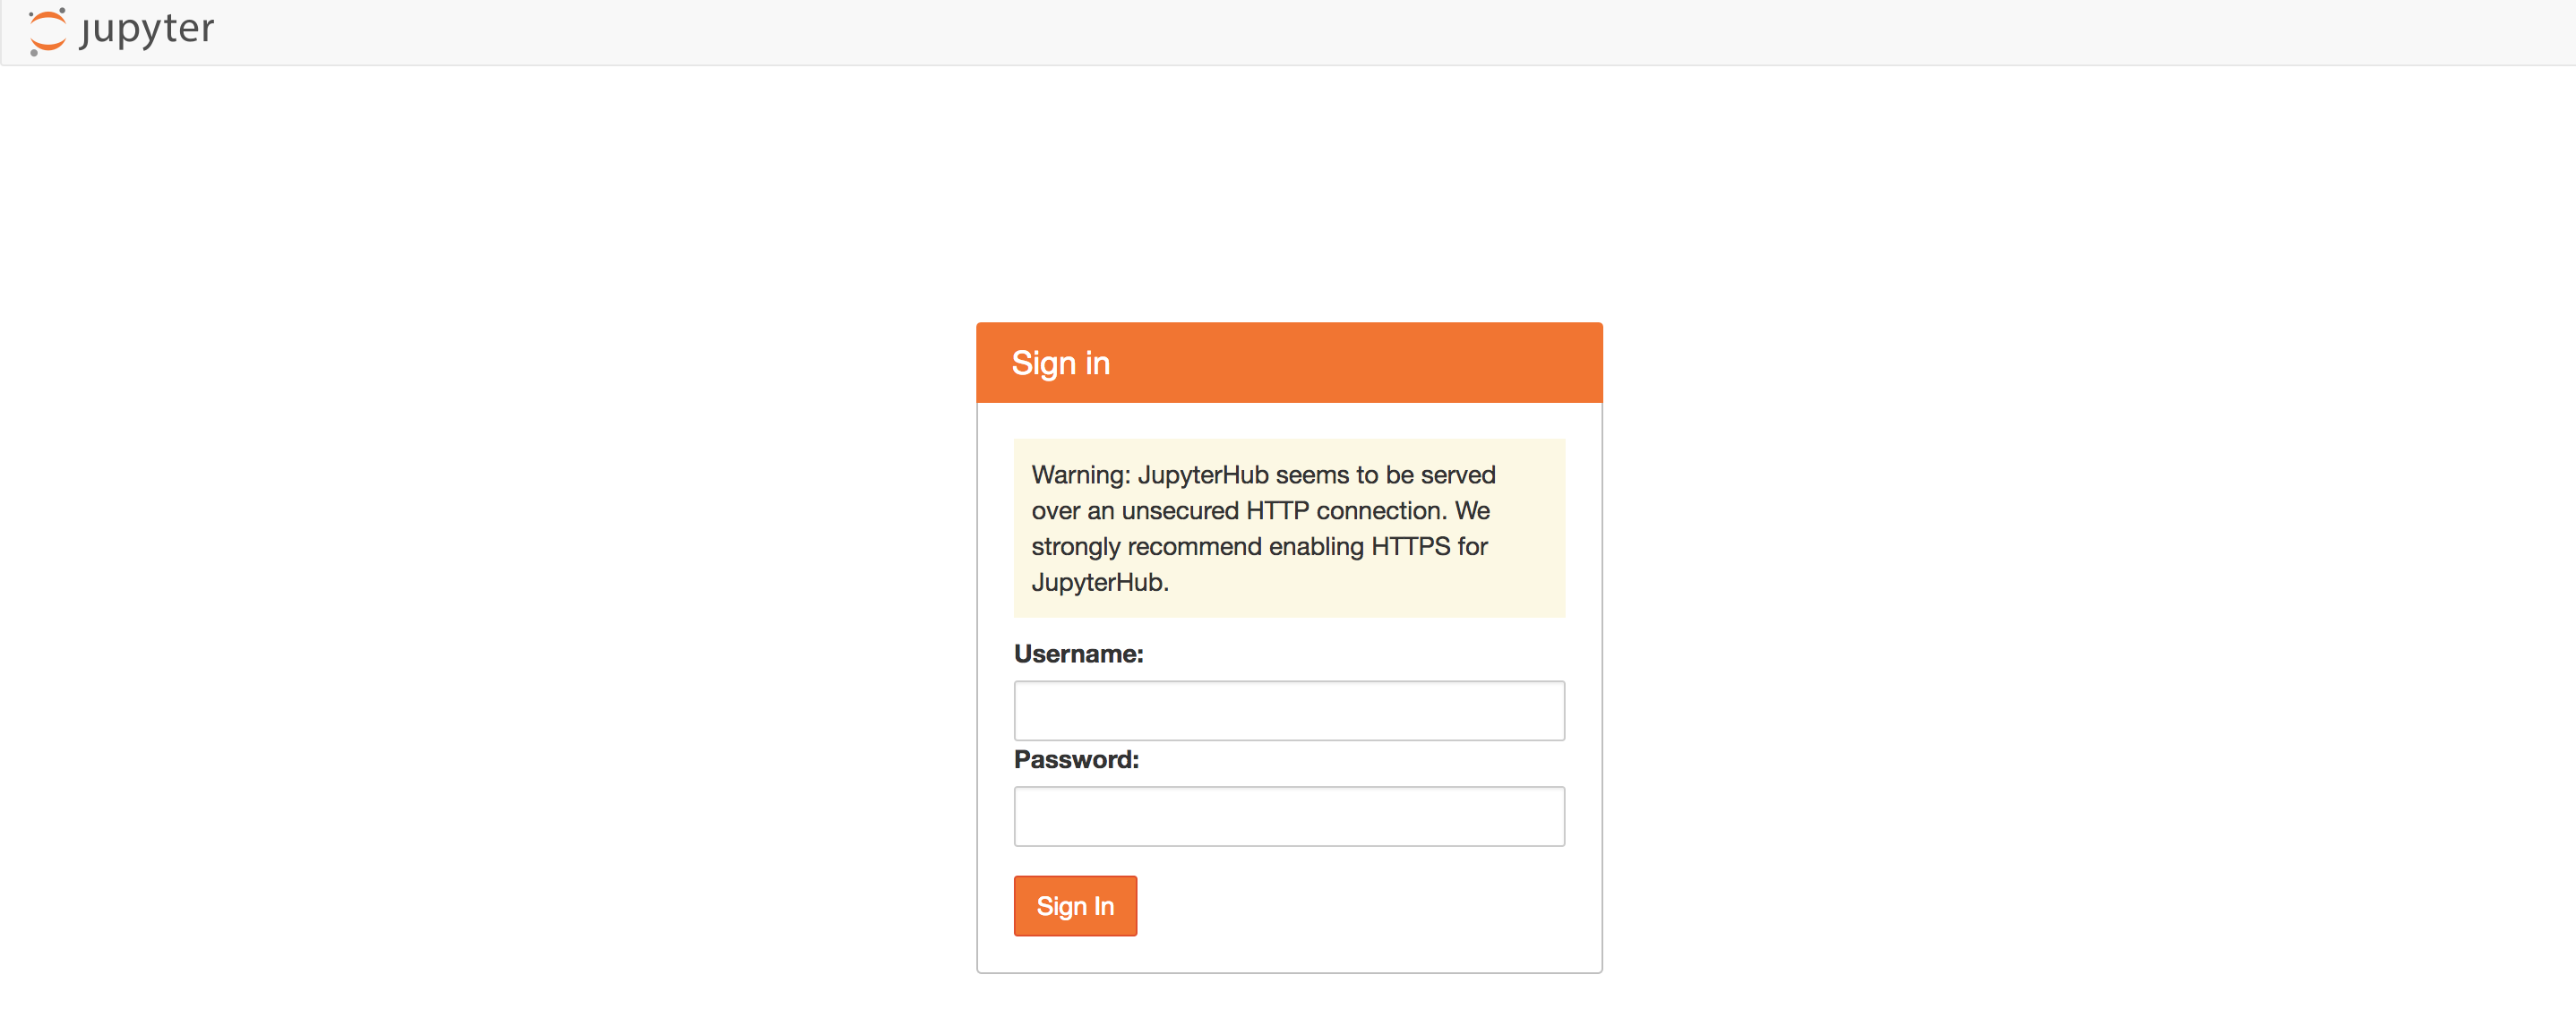 jupyter
Sign in
Warning: JupyterHub seems to be served
over an unsecured HTTP connection. We
strongly recommend enabling HTTPS for
JupyterHub.
Username:
Password:
Sign In